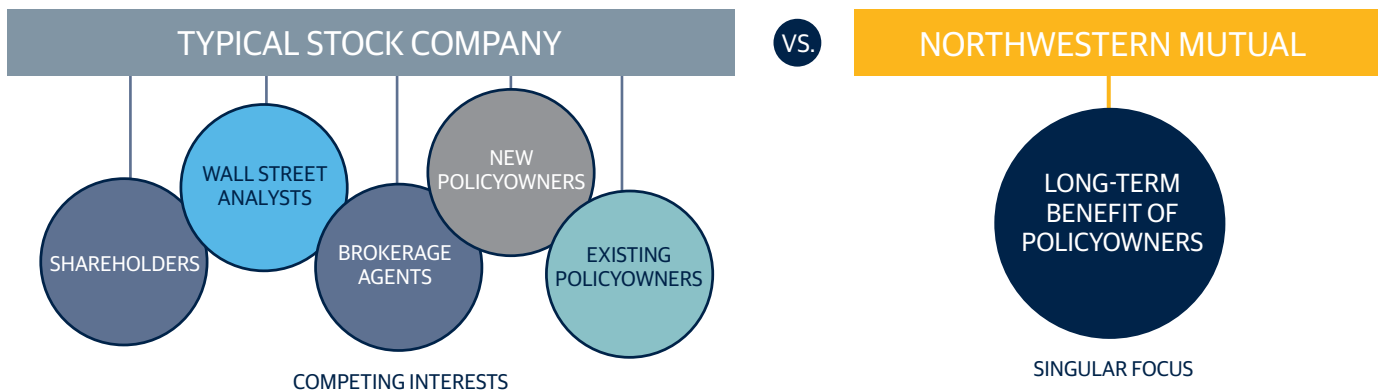 TYPICAL STOCK COMPANY
VS.
NORTHWESTERN MUTUAL
SHAREHOLDERS
WALL STREET
ANALYSTS
BROKERAGE
AGENTS
NEW
POLICYOWNERS
EXISTING
POLICYOWNERS
COMPETING INTERESTS
LONG-TERM
BENEFIT OF
POLICYOWNERS
SINGULAR FOCUS